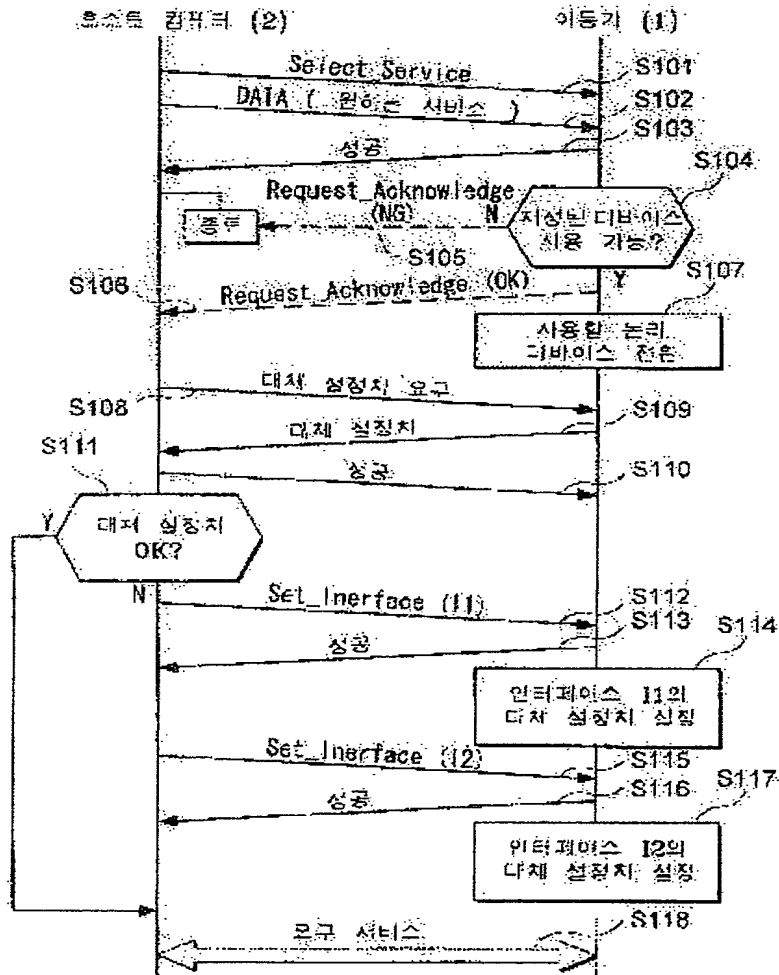 호스트 컴퓨터 (2)
이동기 (1)
Select_Service
S101
DATA ( 원하는 서비스 )
S102
성공
S103
S104
Request_Acknowledge
(NG)
N
지정된 디바이스
사용 가능?
종료
S105
Y
S106
Request_Acknowledge (OK)
S107
사용할 논리
디바이스 전환
대체 설정치 요구
S108
S109
대체 설정치
S111
성공
S110
Y
대체 설정치
OK?
N
Set_Inerface (I1)
S112
성공
S113
S114
인터페이스 I1의
대체 설정치 설정
Set_Inerface (I2)
S115
성공
S116
S117
인터페이스 I2의
대체 설정치 설정
서비스
S118